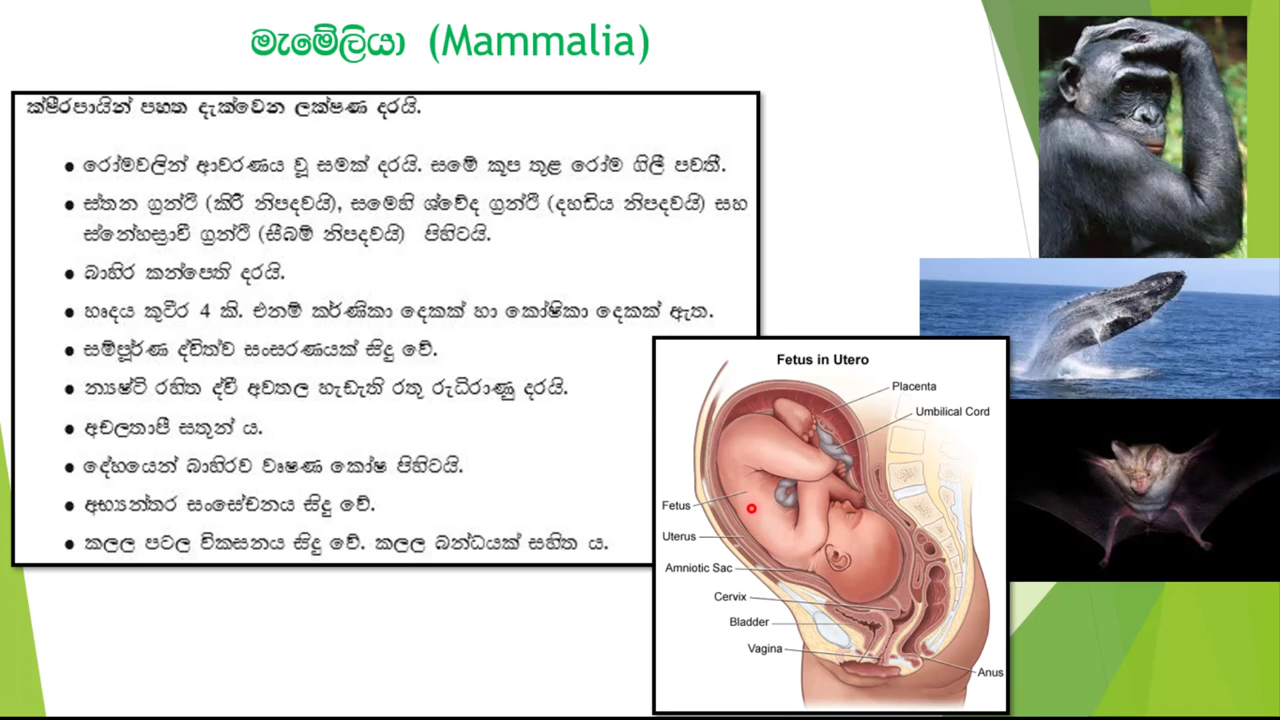 මැමේලියා (Mammalia)
ක්ෂීරපායින් පහත දැක්වෙන ලක්ෂණ දරයි.
● රෝමවලින් ආවරණය වූ සමක් දරයි. සමේ කූප තුළ රෝම ගිලී පවතී.
● ස්තන ග්‍රන්ථි (කිරි නිපදවයි), සමෙහි ශ්වේද ග්‍රන්ථි (දහඩිය නිපදවයි) සහ
ස්නේහස්‍රාවී ග්‍රන්ථි (සීබම් නිපදවයි) පිහිටයි.
● බාහිර කන්පෙති දරයි.
● හෘදය කුටීර 4 කි. එනම් කර්ණිකා දෙකක් හා කෝෂිකා දෙකක් ඇත.
● සම්පූර්ණ ද්විත්ව සංසරණයක් සිදු වේ.
● න්‍යෂ්ටි රහිත ද්වී අවතල හැඩැති රතු රුධිරාණු දරයි.
● අචලතාපී සතුන් ය.
● දේහයෙන් බාහිරව වෘෂණ කෝෂ පිහිටයි.
● අභ්‍යන්තර සංසේචනය සිදු වේ.
● කලල පටල විකසනය සිදු වේ. කලල බන්ධයක් සහිත ය.
Fetus in Utero
Placenta
Umbilical Cord
Fetus
Uterus
Amniotic Sac
Cervix
Bladder
Vagina
Anus